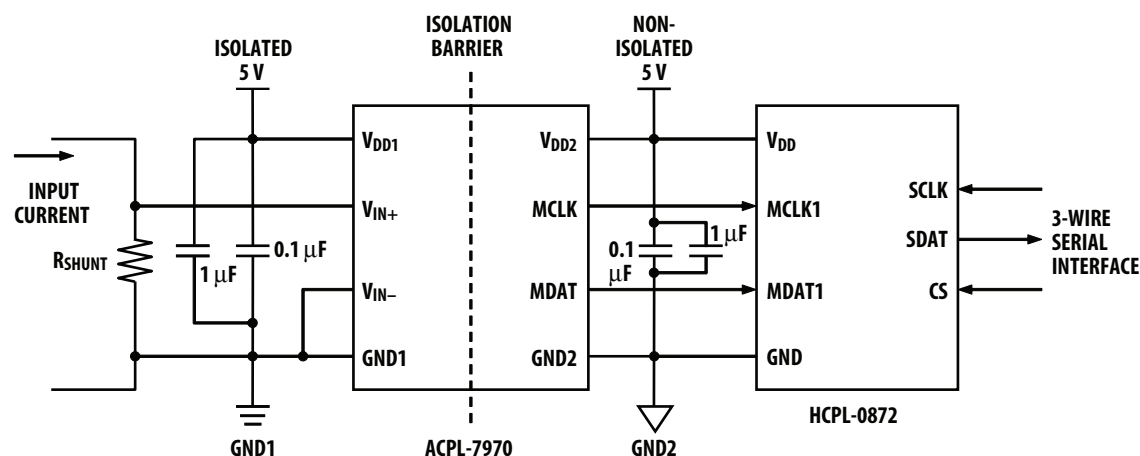 ISOLATION
BARRIER
ISOLATED
5 V
NON-
ISOLATED
5 V
INPUT
CURRENT
RSHUNT
1 μF
0.1 μF
VDD1
VIN+
VIN–
GND1
VDD2
MCLK
MDAT
GND2
0.1
μF
1 μF
VDD
MCLK1
MDAT1
GND
SCLK
SDAT
CS
3-WIRE
SERIAL
INTERFACE
GND1
ACPL-7970
GND2
HCPL-0872